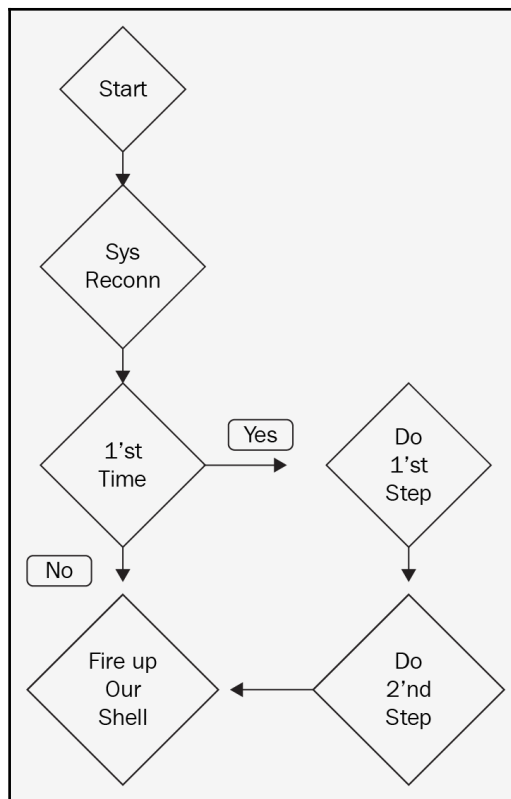 Start
Sys
Reconn
1'st
Time
Yes
Do
1'st
Step
No
Fire up
Our
Shell
Do
2'nd
Step